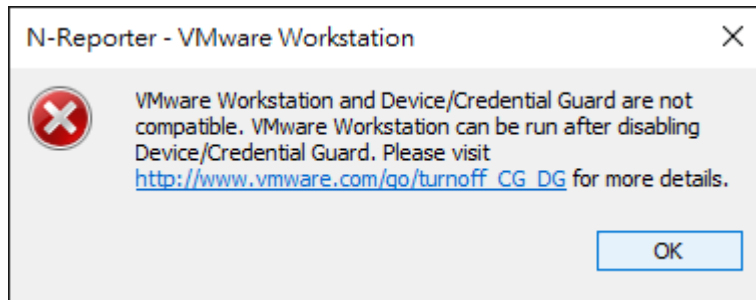 N-Reporter - VMware Workstation
VMware Workstation and Device/Credential Guard are not
compatible. VMware Workstation can be run after disabling
Device/Credential Guard. Please visit
http://www.vmware.com/go/turnoff_CG_DG for more details.
OK